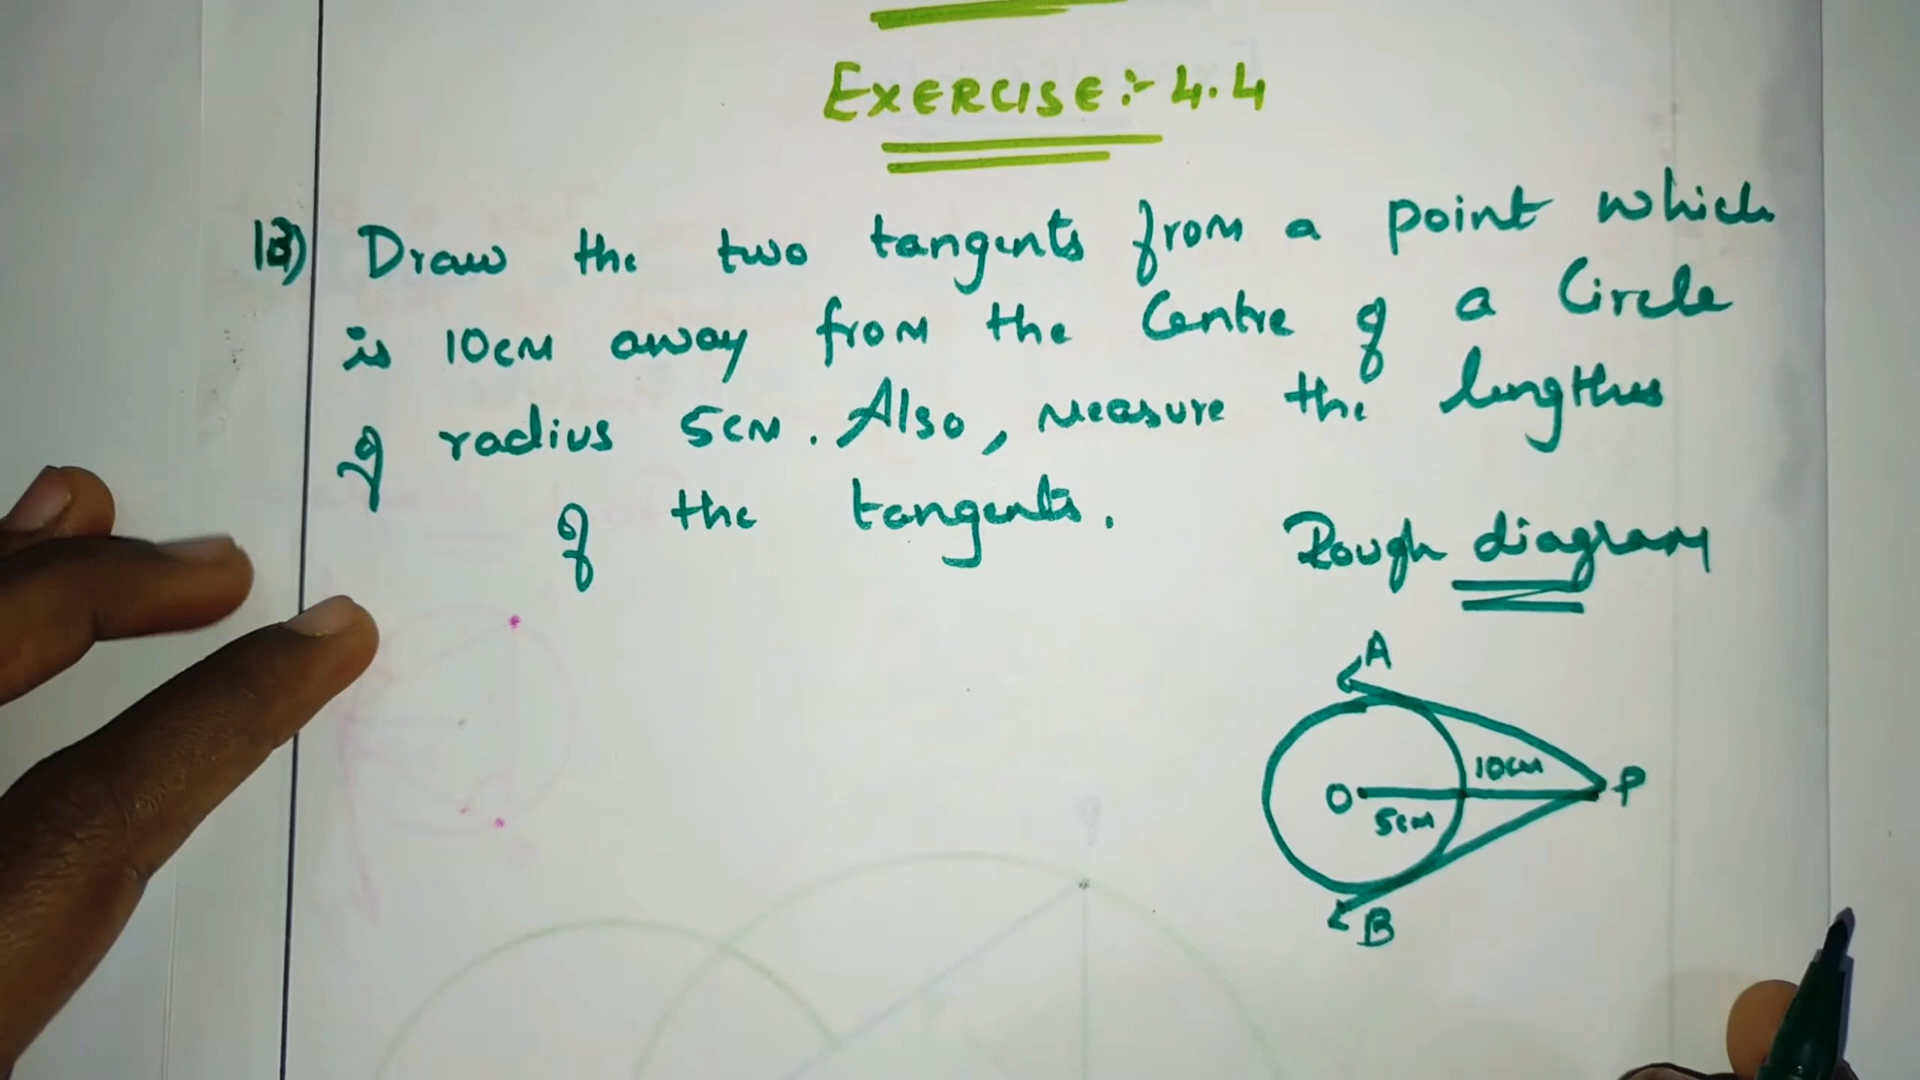 EXERCISE:- 4.4
Draw the two tangents from a point which
is 10cm away from the Centre of a Circle
of radius 5cm. Also, measure the lengths
of the tangents.
Rough diagram
A
10cm
O
P
5cm
B